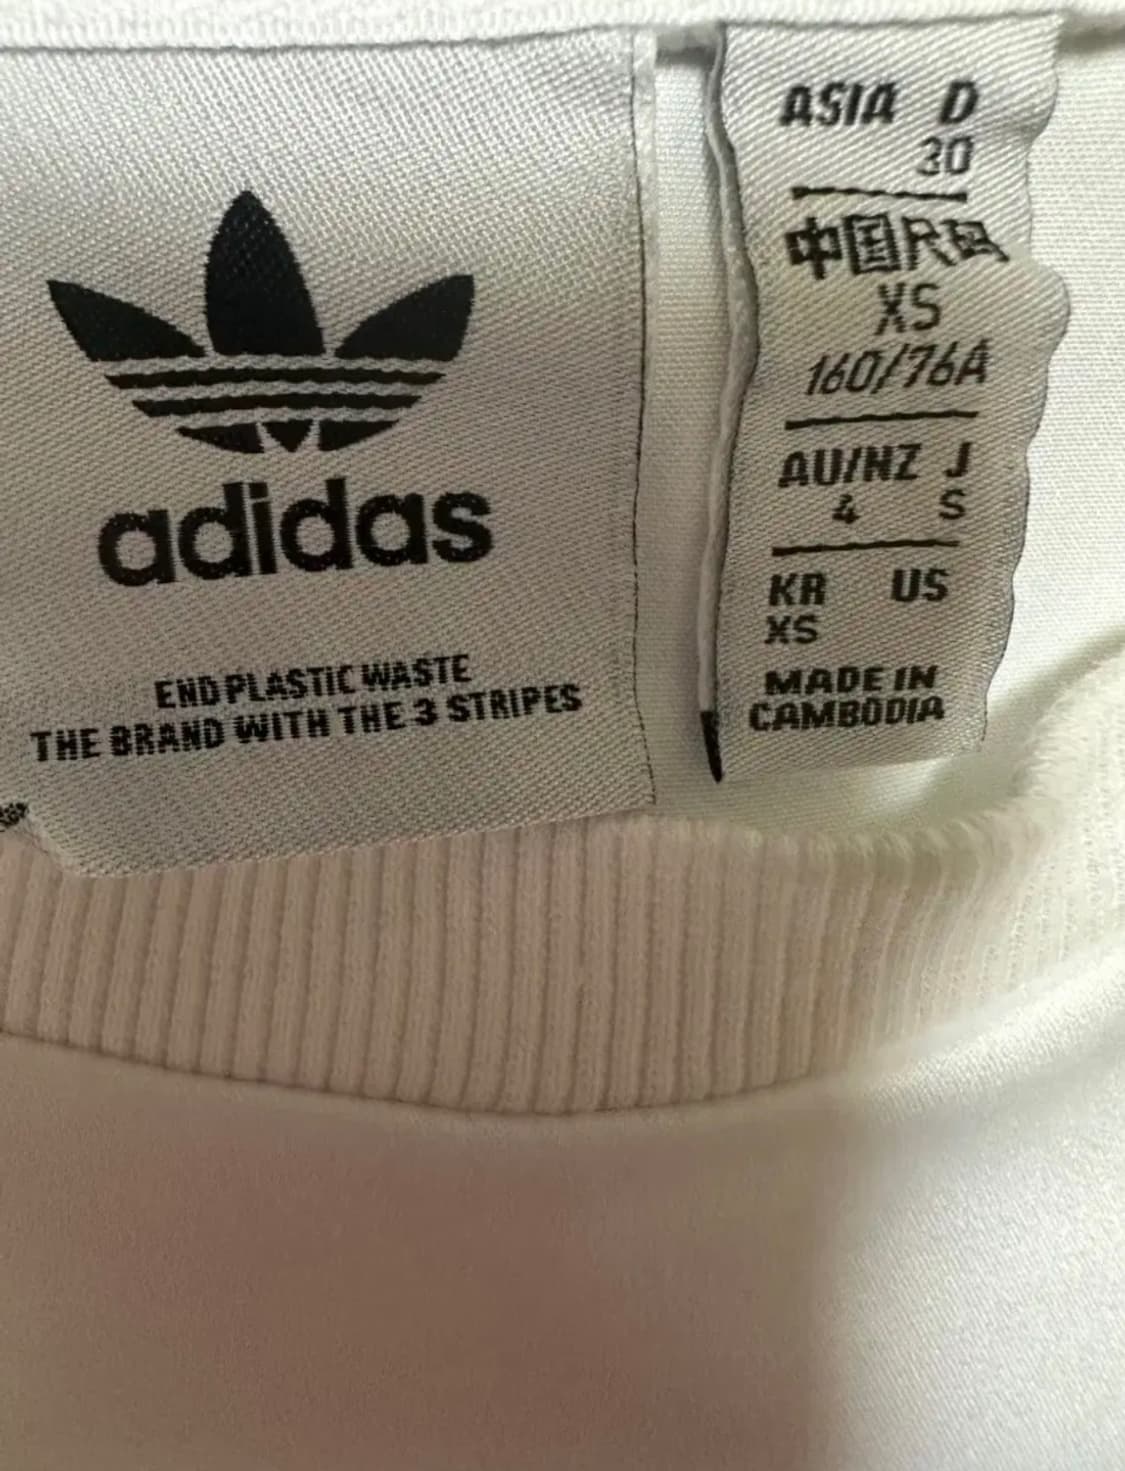 adidas
END PLASTIC WASTE
THE BRAND WITH THE 3 STRIPES
ASIA D
30
中国尺码
XS
160/76A
AU/NZ J
4 S
KR US
XS
MADE IN
CAMBODIA